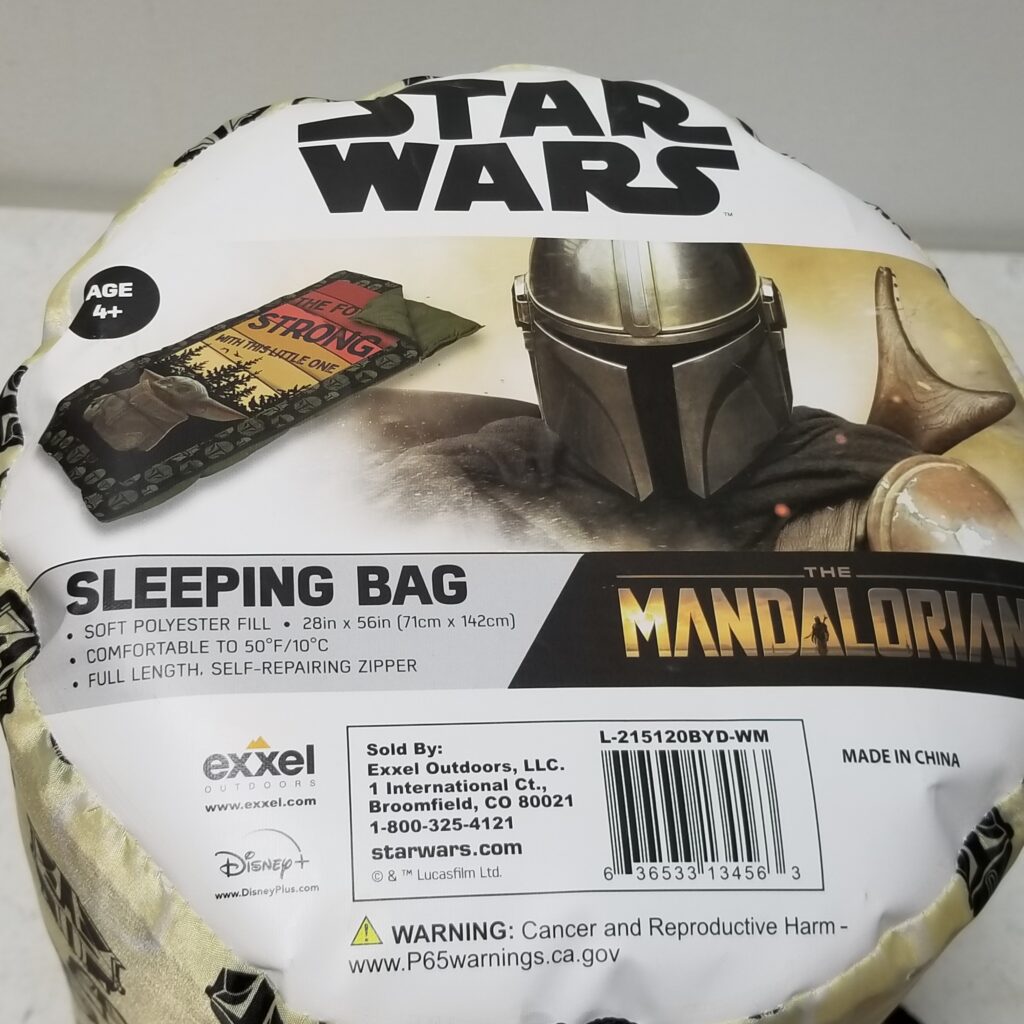 STAR
WARS
™
AGE
4+
THE FO
STRONG
WITH THIS LITTLE ONE
SLEEPING BAG
• SOFT POLYESTER FILL • 28in x 56in (71cm x 142cm)
• COMFORTABLE TO 50°F/10°C
• FULL LENGTH, SELF-REPAIRING ZIPPER
THE
MANDALORIAN
exxel
OUTDOORS
www.exxel.com
Disney+
www.DisneyPlus.com
Sold By:
Exxel Outdoors, LLC.
1 International Ct.,
Broomfield, CO 80021
1-800-325-4121
starwars.com
© & ™ Lucasfilm Ltd.
L-215120BYD-WM
6 36533 13456 3
MADE IN CHINA
WARNING: Cancer and Reproductive Harm -
www.P65warnings.ca.gov